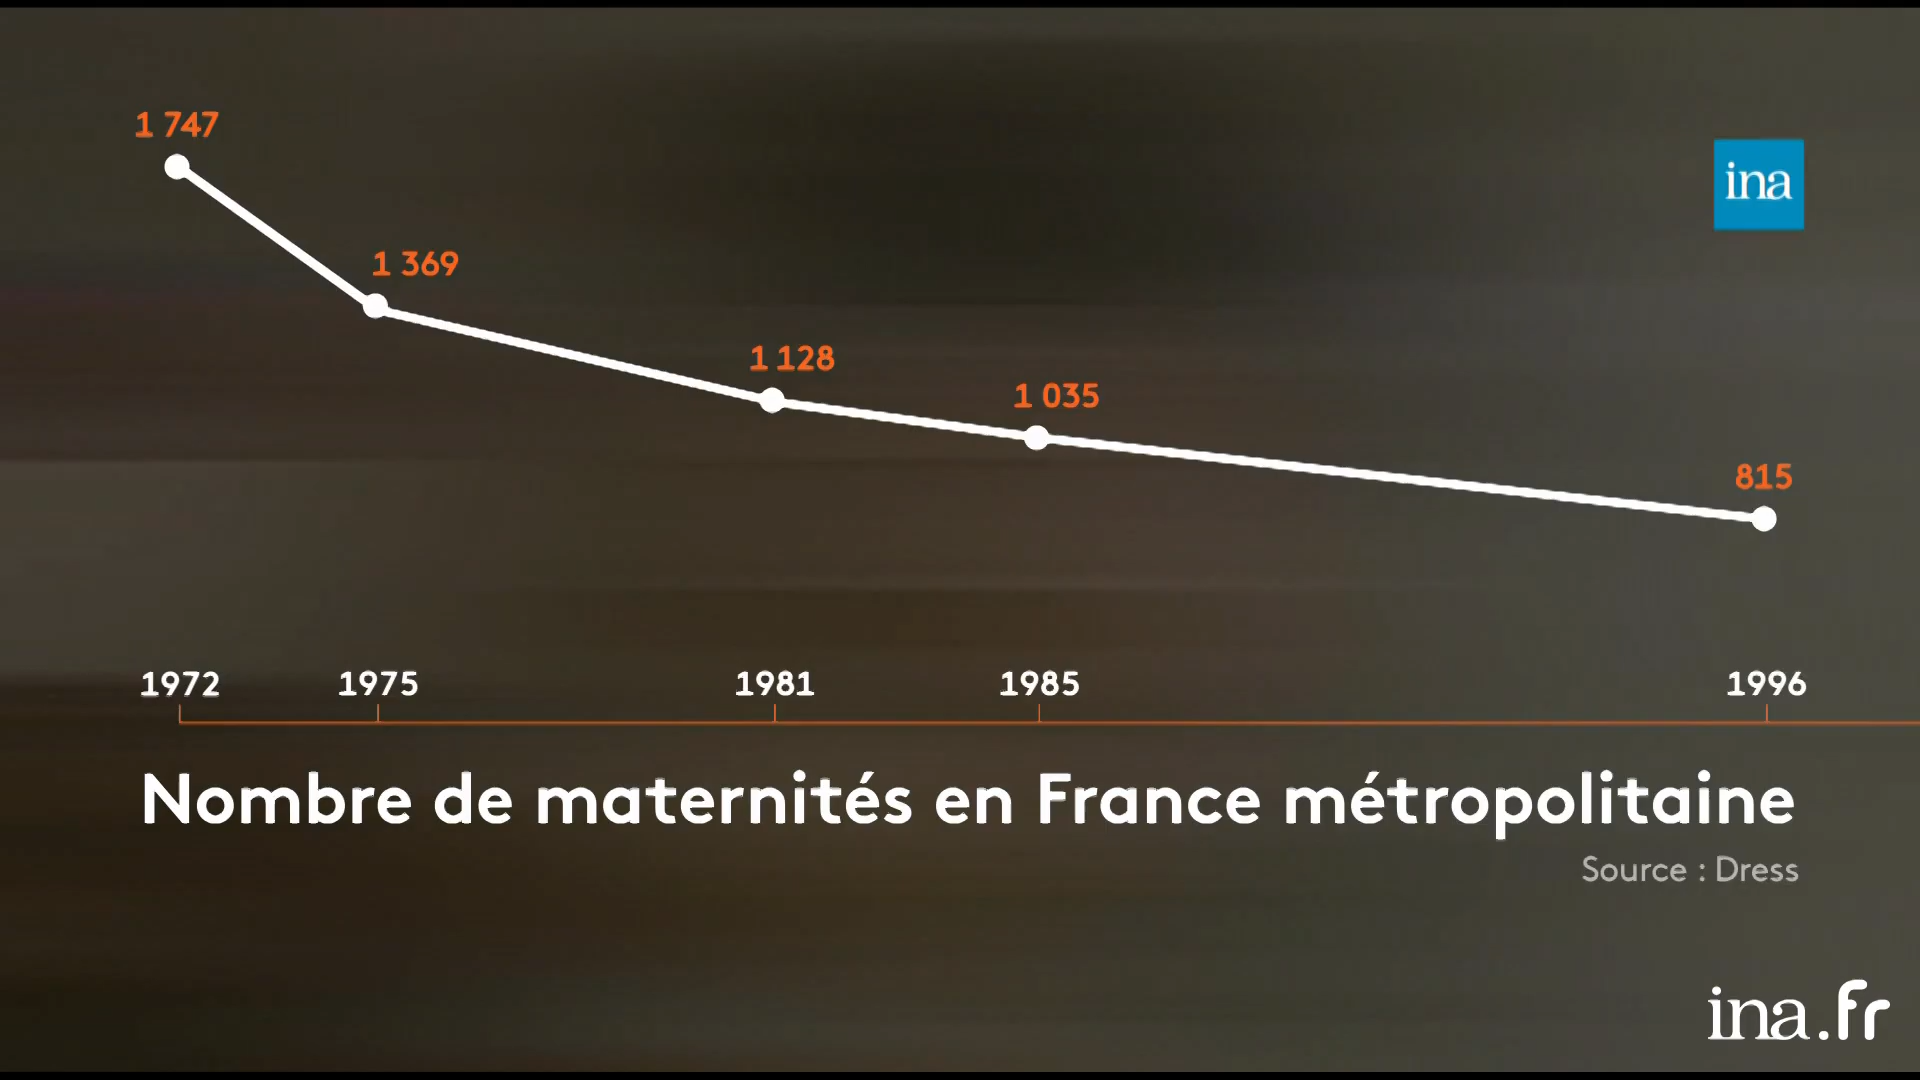 1 747
ina
1 369
1 128
1 035
815
1972 1975 1981 1985 1996
Nombre de maternités en France métropolitaine
Source : Dress
ina.fr